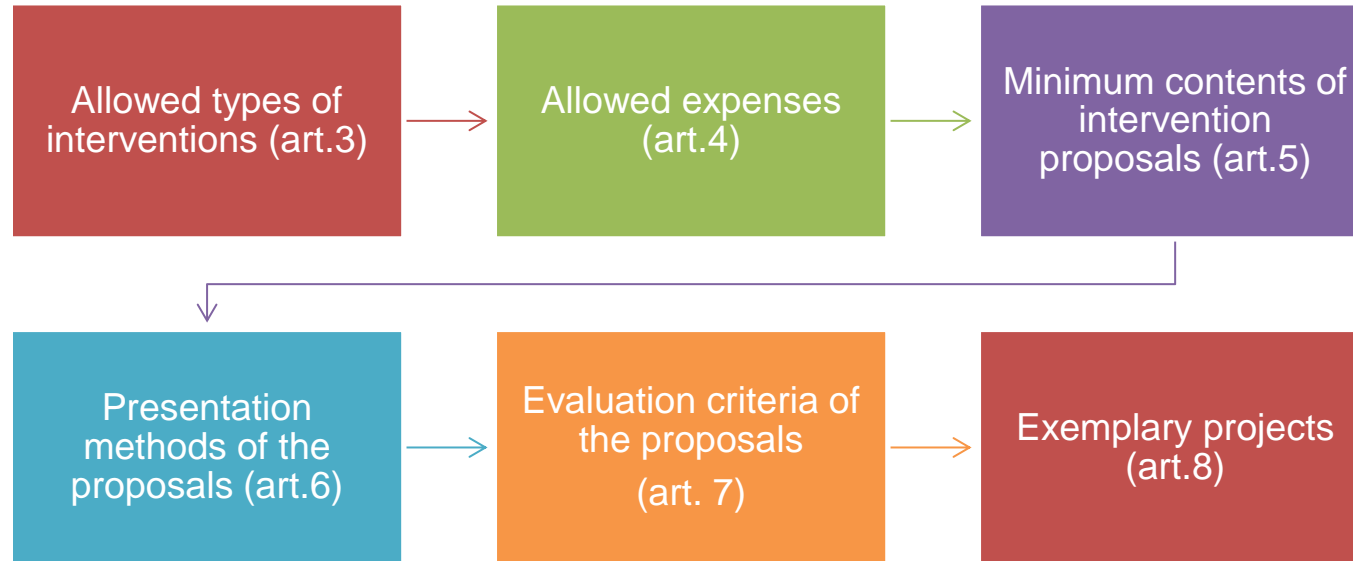 Allowed types of
interventions (art.3)
Allowed expenses
(art.4)
Minimum contents of
intervention
proposals (art.5)
Presentation
methods of the
proposals (art.6)
Evaluation criteria of
the proposals
(art. 7)
Exemplary projects
(art.8)